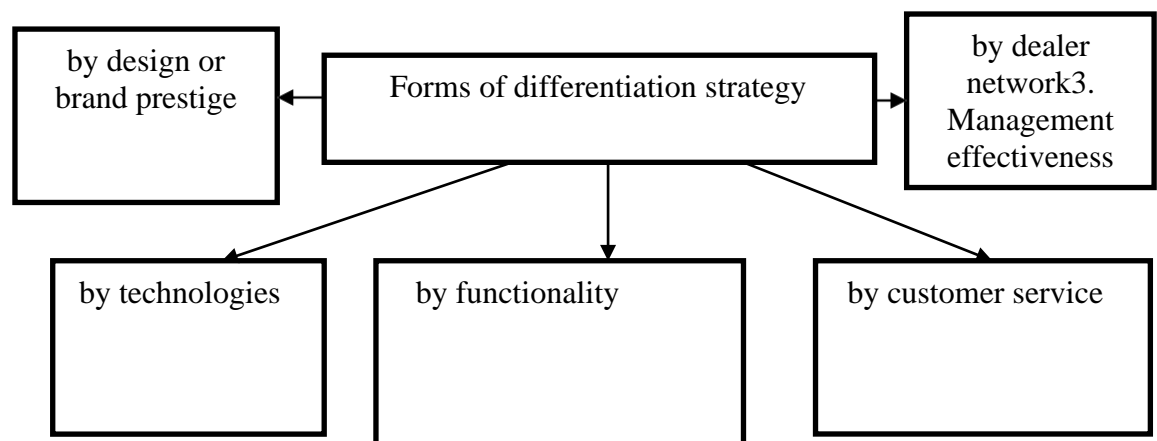 by design or
brand prestige
Forms of differentiation strategy
by dealer
network3.
Management
effectiveness
by technologies
by functionality
by customer service